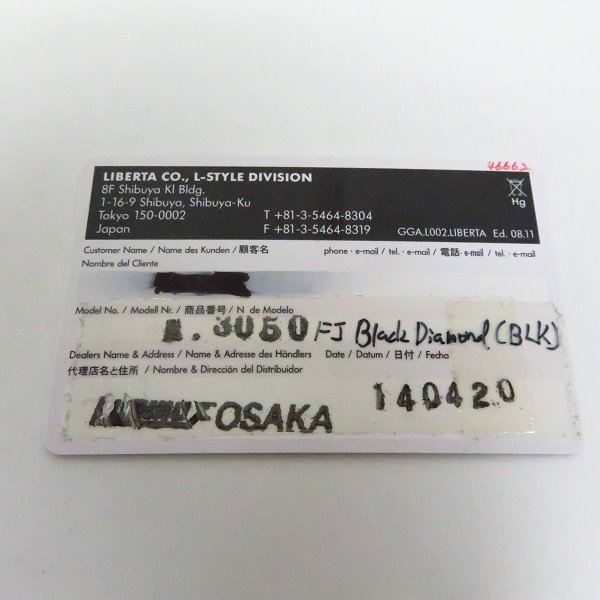 46662
LIBERTA CO., L-STYLE DIVISION
8F Shibuya KI Bldg.
1-16-9 Shibuya, Shibuya-Ku
Tokyo 150-0002 T +81-3-5464-8304
Japan F +81-3-5464-8319 GGA.L002.LIBERTA Ed. 08.11
Hg
Customer Name / Name des Kunden / 顧客名 phone · e-mail / tel. · e-mail / 電話 · e-mail / tel. · e-mail
Nombre del Cliente
Model No. / Modell Nr. / 商品番号 / N de Modelo
.3050 FJ Black Diamond (BLK)
Dealers Name & Address / Name & Adresse des Händlers Date / Datum / 日付 / Fecha
代理店名と住所 / Nombre & Dirección del Distribuidor
OSAKA 140420